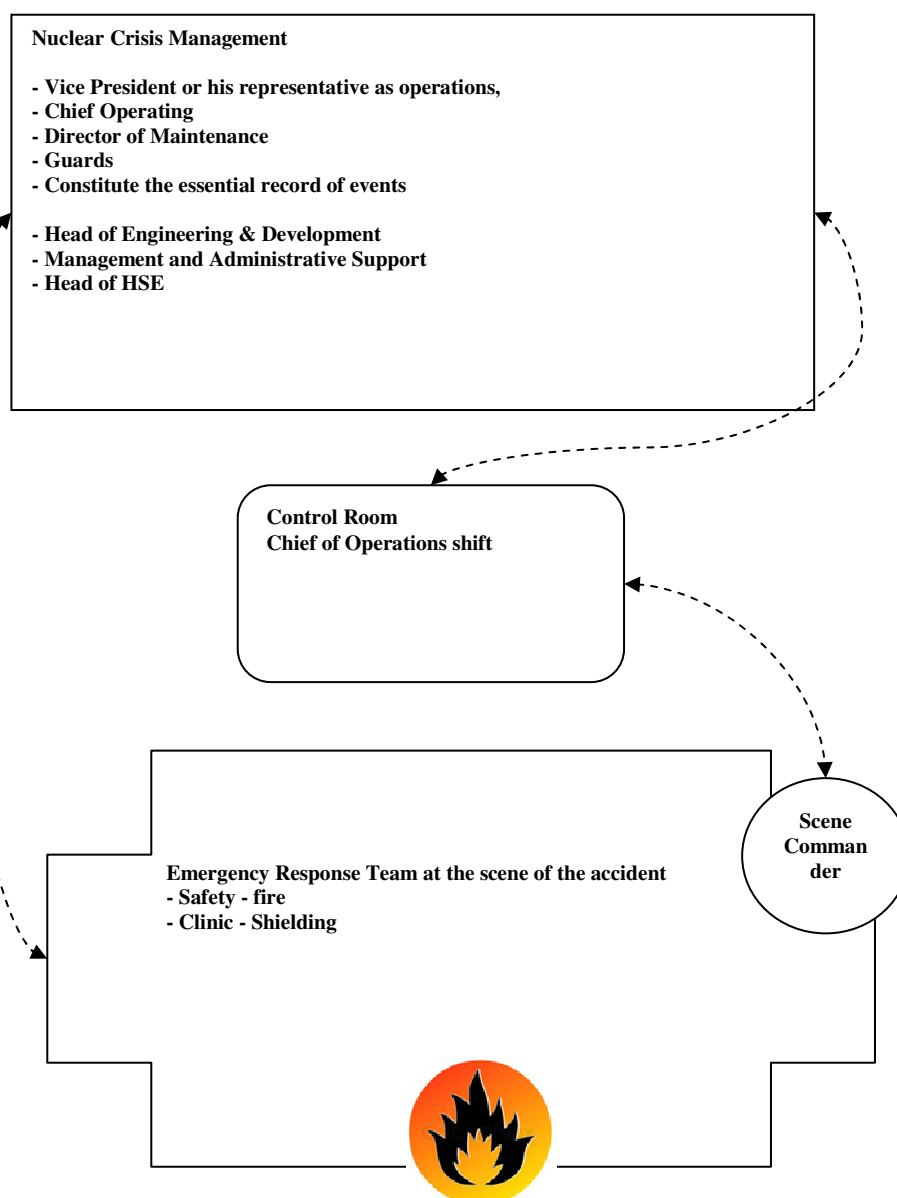 Nuclear Crisis Management
- Vice President or his representative as operations,
- Chief Operating
- Director of Maintenance
- Guards
- Constitute the essential record of events
- Head of Engineering & Development
- Management and Administrative Support
- Head of HSE
Control Room
Chief of Operations shift
Scene
Comman
der
Emergency Response Team at the scene of the accident
- Safety - fire
- Clinic - Shielding